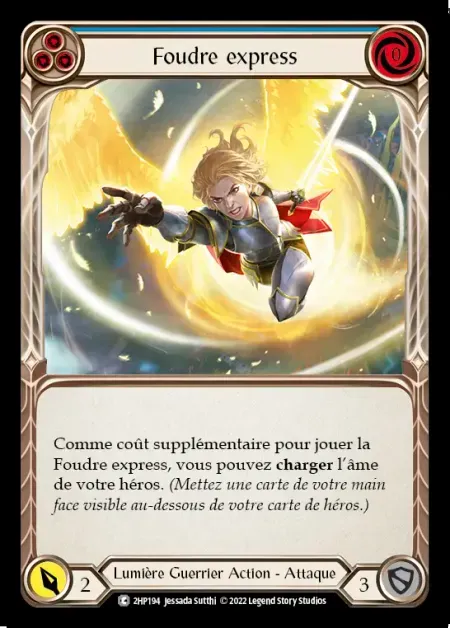 Foudre express
0
Comme coût supplémentaire pour jouer la
Foudre express, vous pouvez charger l'âme
de votre héros. (Mettez une carte de votre main
face visible au-dessous de votre carte de héros.)
2
Lumière Guerrier Action - Attaque
3
C 2HP194 Jessada Sutthi © 2022 Legend Story Studios